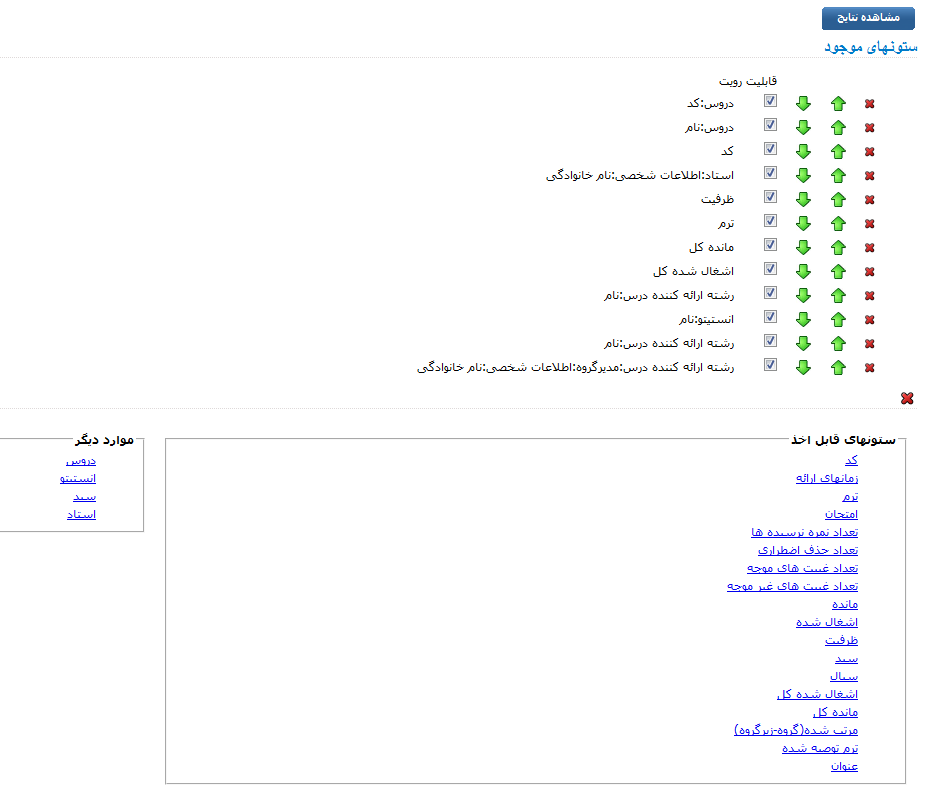 مشاهده نتایج
ستونهای موجود
قابلیت رویت
دروس:کد
دروس:نام
کد
استاد:اطلاعات شخصی:نام خانوادگی
ظرفیت
ترم
مانده کل
اشغال شده کل
رشته ارائه کننده درس:نام
انستیتو:نام
رشته ارائه کننده درس:نام
رشته ارائه کننده درس:مدیرگروه:اطلاعات شخصی:نام خانوادگی
ستونهای قابل اخذ
کد
زمانهای ارائه
ترم
امتحان
تعداد نمره نرسیده ها
تعداد حذف اضطراری
تعداد غیبت های موجه
تعداد غیبت های غیر موجه
مانده
اشغال شده
ظرفیت
سبد
سیال
اشغال شده کل
مانده کل
مرتب شده(گروه-زیرگروه)
ترم توصیه شده
عنوان
موارد دیگر
دروس
انستیتو
سبد
استاد